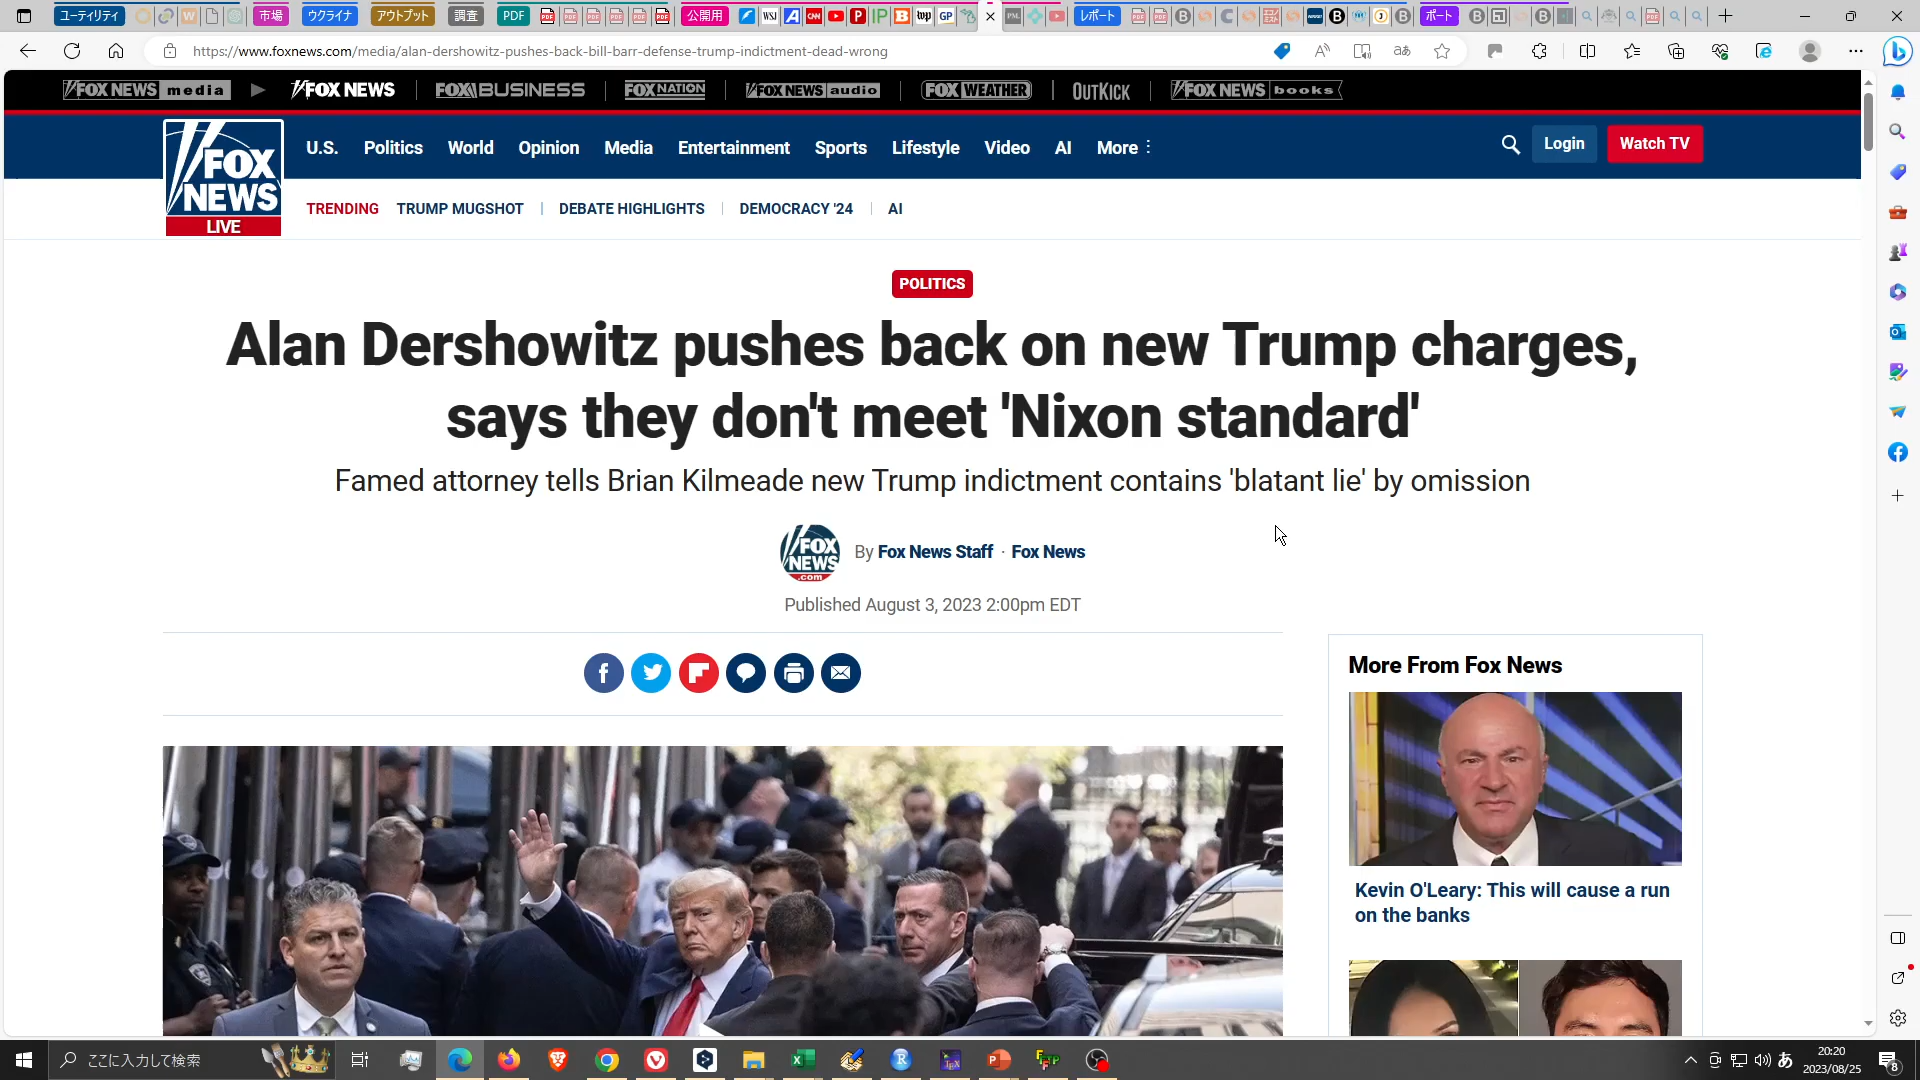 ユーティリティ
市場
ウクライナ
アウトプット
調査
PDF
公開用
レポート
ポート
https://www.foxnews.com/media/alan-dershowitz-pushes-back-bill-barr-defense-trump-indictment-dead-wrong
FOX NEWS media
FOX NEWS
FOX BUSINESS
FOX NATION
FOX NEWS audio
FOX WEATHER
OUTKICK
FOX NEWS books
FOX NEWS
LIVE
U.S.
Politics
World
Opinion
Media
Entertainment
Sports
Lifestyle
Video
AI
More
Login
Watch TV
TRENDING
TRUMP MUGSHOT
DEBATE HIGHLIGHTS
DEMOCRACY '24
AI
POLITICS
Alan Dershowitz pushes back on new Trump charges,
says they don't meet 'Nixon standard'
Famed attorney tells Brian Kilmeade new Trump indictment contains 'blatant lie' by omission
FOX NEWS .com
By Fox News Staff · Fox News
Published August 3, 2023 2:00pm EDT
More From Fox News
Kevin O'Leary: This will cause a run
on the banks
ここに入力して検索
あ
20:20
2023/08/25
8